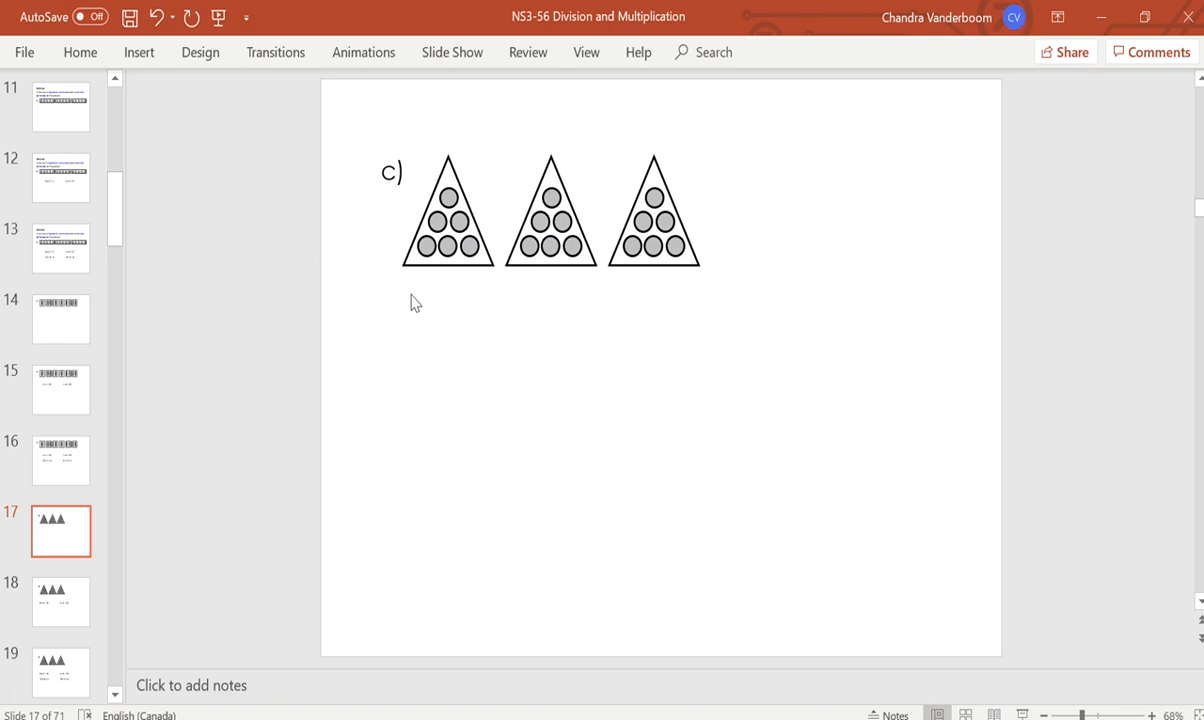 AutoSave Off NS3-56 Division and Multiplication Chandra Vanderboom CV
File Home Insert Design Transitions Animations Slide Show Review View Help Search Share Comments
11
12
13
14
15
16
17
18
19
c)
Click to add notes
Slide 17 of 71 English (Canada) Notes 68%